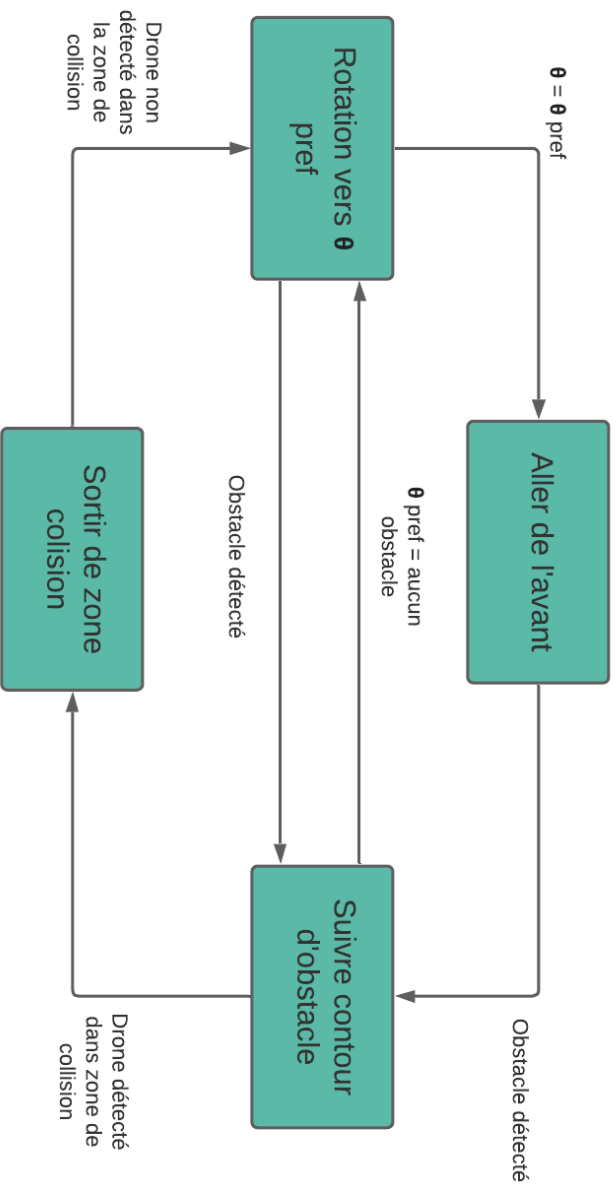 θ = θ pref
Aller de l'avant
Obstacle détecté
Rotation vers θ
pref
θ pref = aucun
obstacle
Obstacle détecté
Suivre contour
d'obstacle
Drone non
détecté dans
la zone de
collision
Sortir de zone
colision
Drone détecté
dans zone de
collision